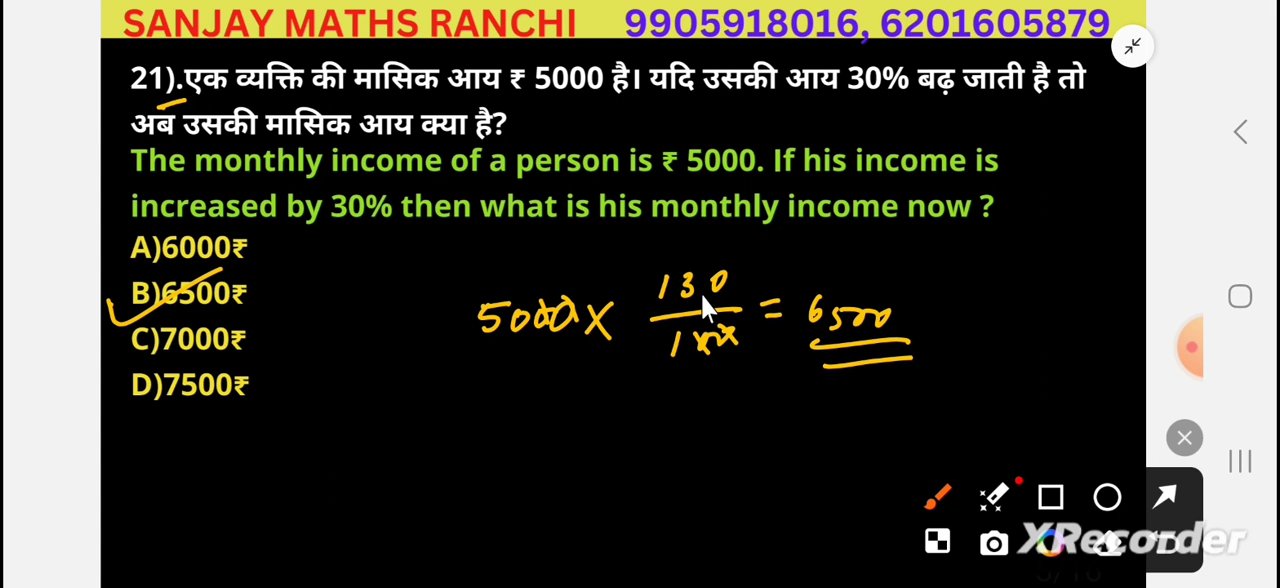 SANJAY MATHS RANCHI 9905918016, 6201605879
21).एक व्यक्ति की मासिक आय ₹ 5000 है। यदि उसकी आय 30% बढ़ जाती है तो
अब उसकी मासिक आय क्या है?
The monthly income of a person is ₹ 5000. If his income is
increased by 30% then what is his monthly income now ?
A)6000₹
B)6500₹
C)7000₹
D)7500₹
5000 X 130/100 = 6500
XRecorder